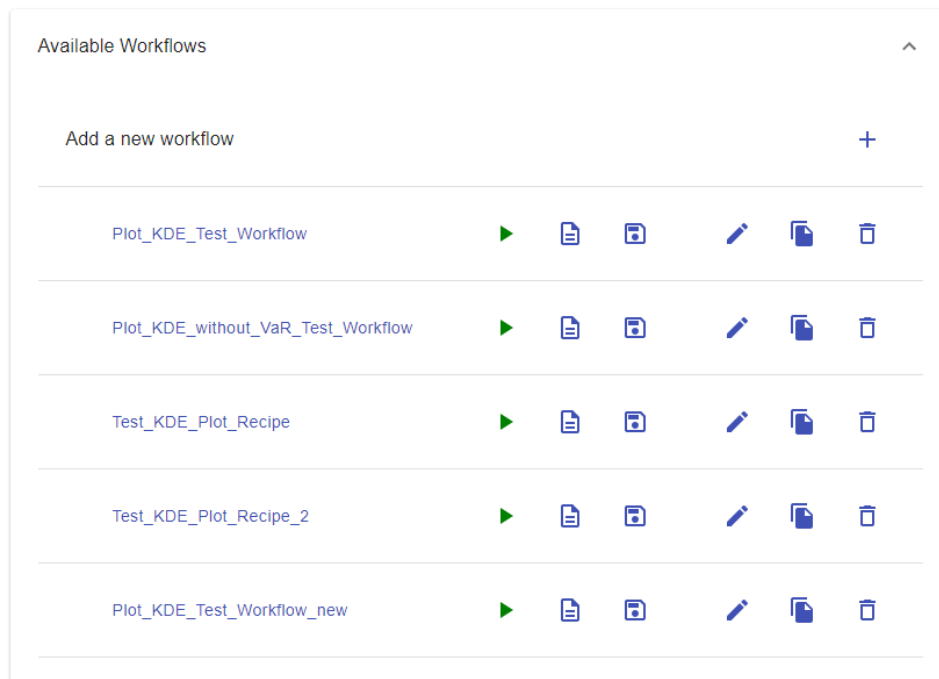 Available Workflows
Add a new workflow
Plot_KDE_Test_Workflow
Plot_KDE_without_VaR_Test_Workflow
Test_KDE_Plot_Recipe
Test_KDE_Plot_Recipe_2
Plot_KDE_Test_Workflow_new